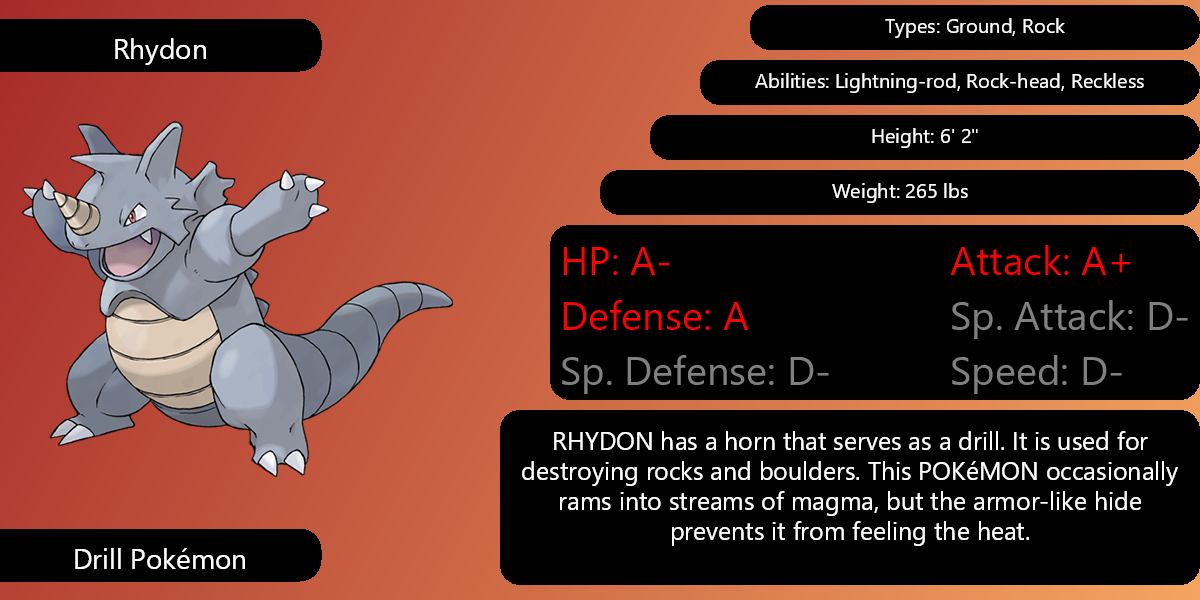 Rhydon
Types: Ground, Rock
Abilities: Lightning-rod, Rock-head, Reckless
Height: 6' 2"
Weight: 265 lbs
HP: A-
Attack: A+
Defense: A
Sp. Attack: D-
Sp. Defense: D-
Speed: D-
RHYDON has a horn that serves as a drill. It is used for
destroying rocks and boulders. This POKéMON occasionally
rams into streams of magma, but the armor-like hide
prevents it from feeling the heat.
Drill Pokémon